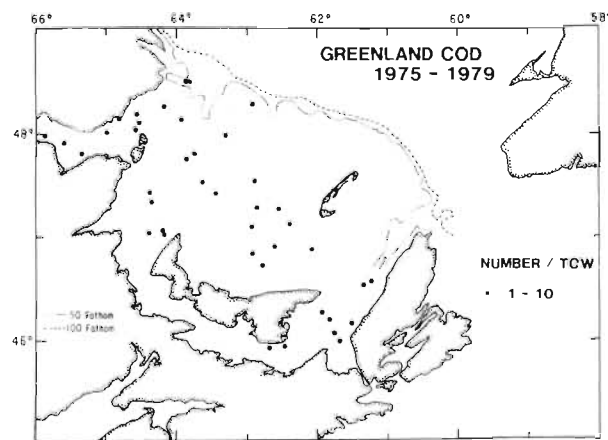 66° 64° 62° 60° 58°
GREENLAND COD
1975 - 1979
48°
NUMBER / TOW
• 1 - 10
50 Fathom
100 Fathom
46°